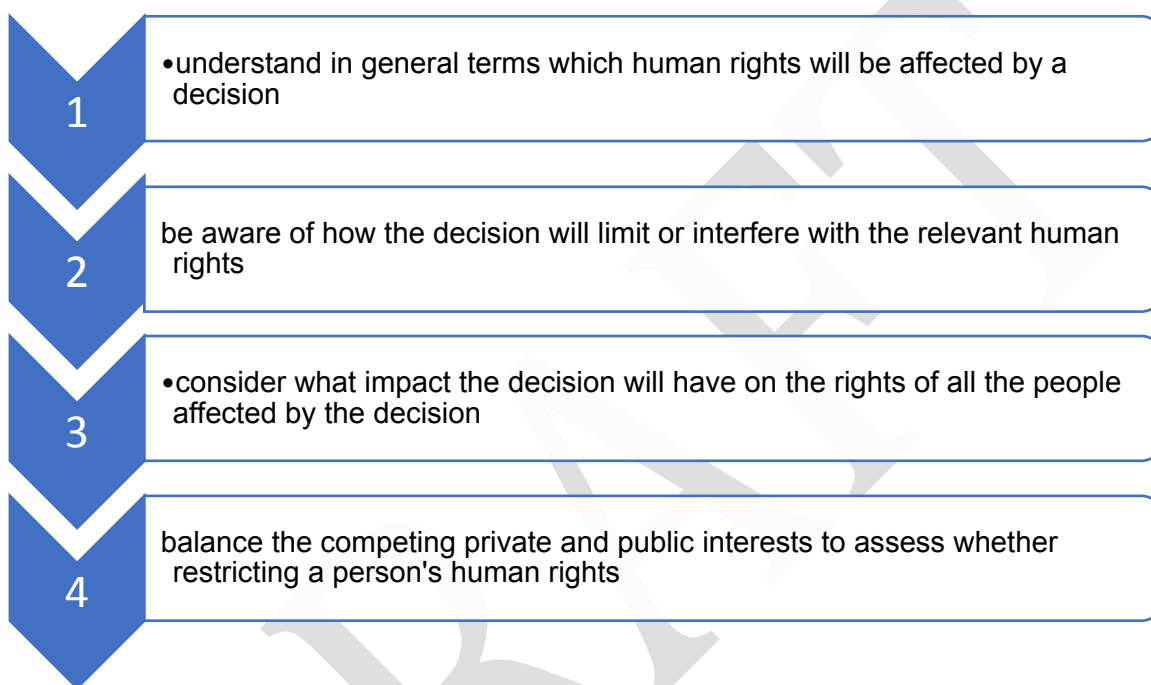 1
•understand in general terms which human rights will be affected by a
decision
2
be aware of how the decision will limit or interfere with the relevant human
rights
3
•consider what impact the decision will have on the rights of all the people
affected by the decision
4
balance the competing private and public interests to assess whether
restricting a person's human rights
RAFT